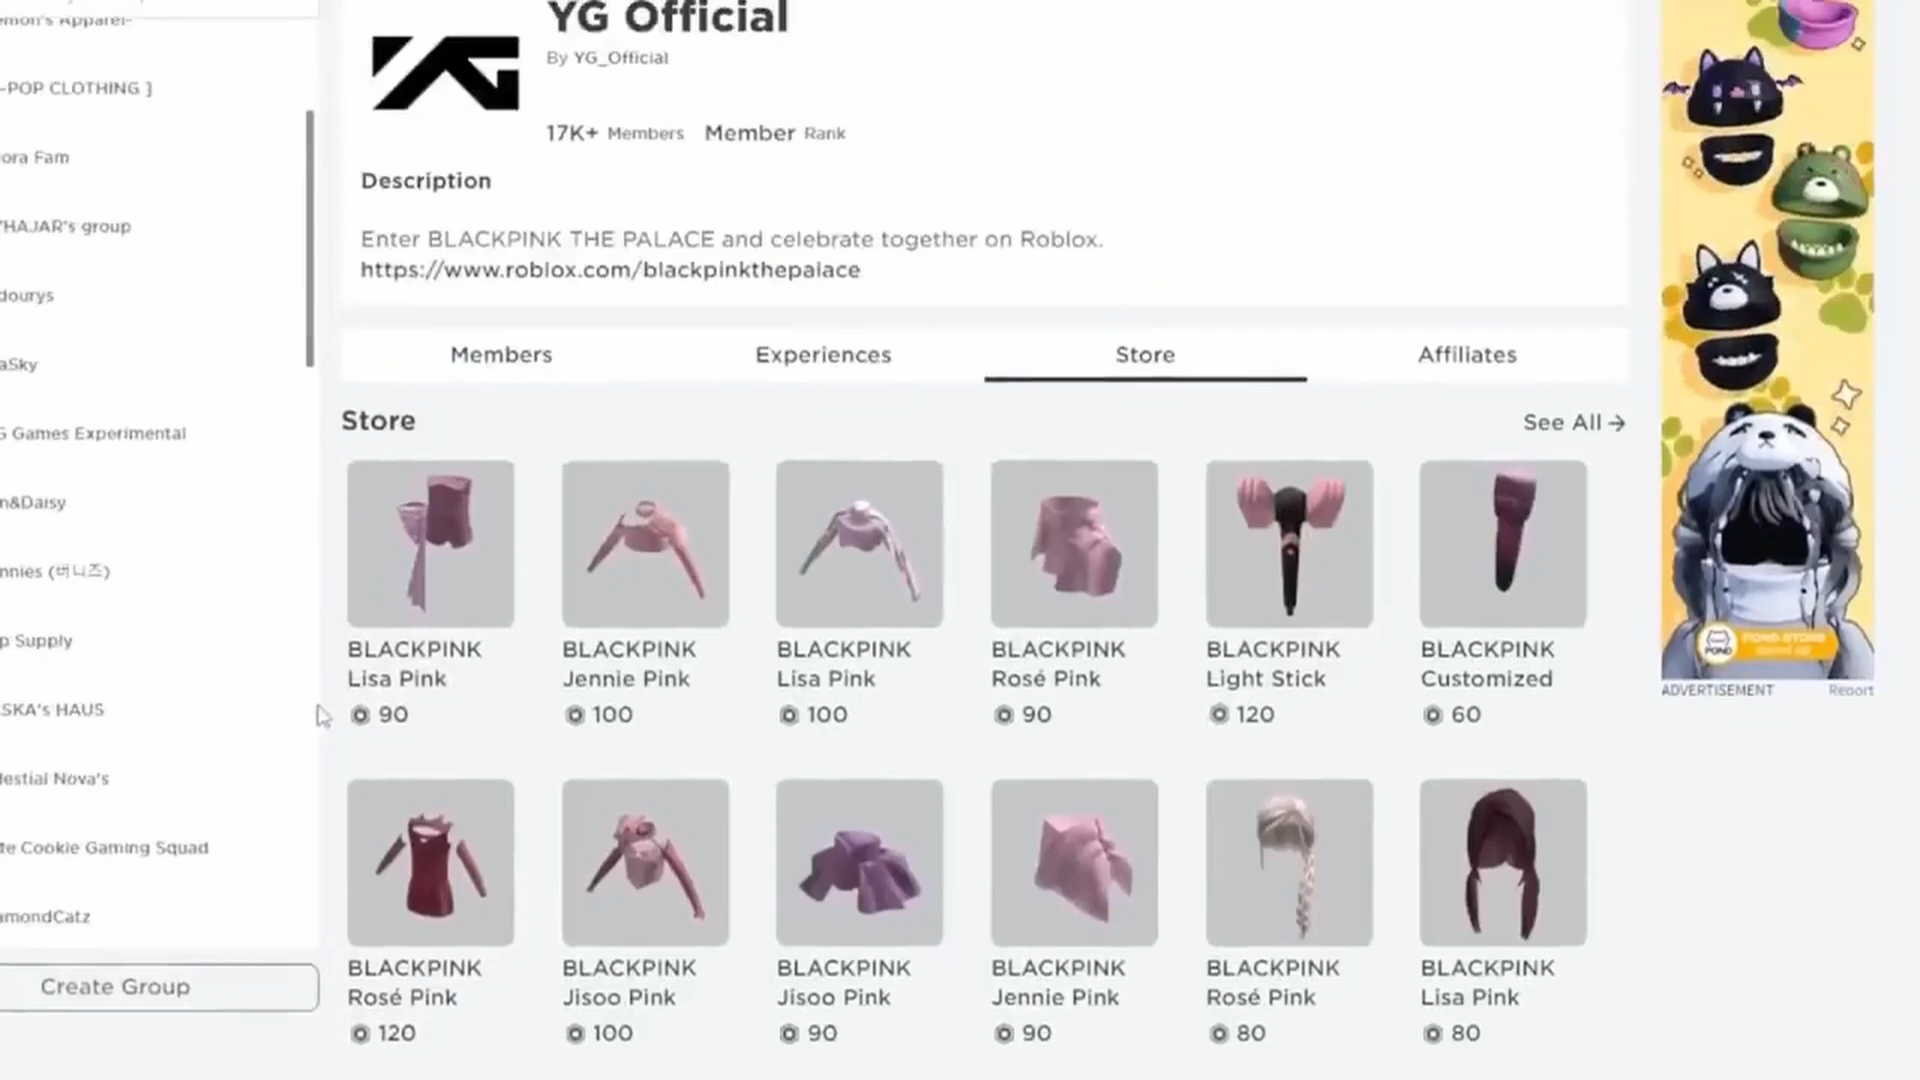 emon's Apparel-
-POP CLOTHING ]
ora Fam
'HAJAR's group
dourys
aSky
G Games Experimental
n&Daisy
nnies (버니즈)
p Supply
SKA's HAUS
lestial Nova's
te Cookie Gaming Squad
amondCatz
Create Group
YG
YG Official
By YG_Official
17K+ Members Member Rank
Description
Enter BLACKPINK THE PALACE and celebrate together on Roblox.
https://www.roblox.com/blackpinkthepalace
Members Experiences Store Affiliates
Store See All →
BLACKPINK
Lisa Pink
90
BLACKPINK
Jennie Pink
100
BLACKPINK
Lisa Pink
100
BLACKPINK
Rosé Pink
90
BLACKPINK
Light Stick
120
BLACKPINK
Customized
60
BLACKPINK
Rosé Pink
120
BLACKPINK
Jisoo Pink
100
BLACKPINK
Jisoo Pink
90
BLACKPINK
Jennie Pink
90
BLACKPINK
Rosé Pink
80
BLACKPINK
Lisa Pink
80
POND
ADVERTISEMENT Report